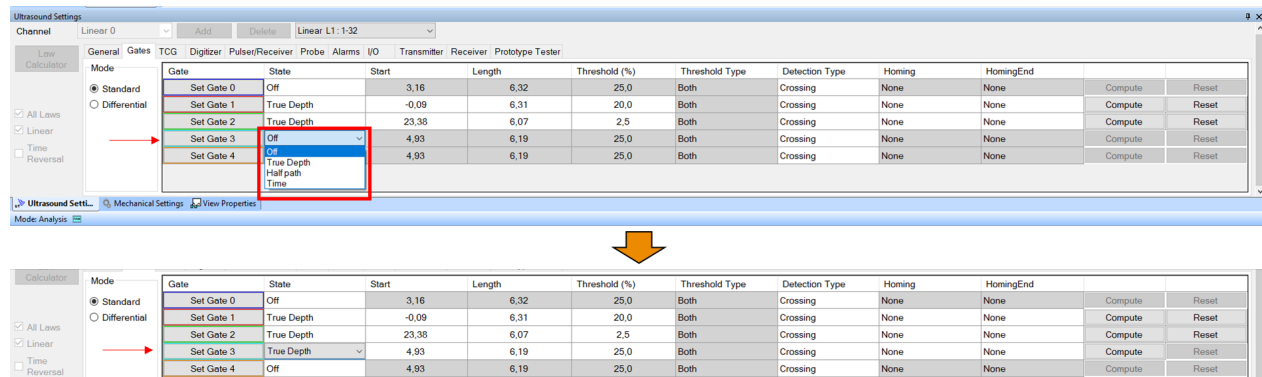 Ultrasound Settings
Channel Linear 0 Add Delete Linear L1 : 1-32
Law Calculator
General Gates TCG Digitizer Pulser/Receiver Probe Alarms I/O Transmitter Receiver Prototype Tester
Mode
Standard
Differential
All Laws
Linear
Time Reversal
Gate State Start Length Threshold (%) Threshold Type Detection Type Homing HomingEnd
Set Gate 0 Off 3,16 6,32 25,0 Both Crossing None None Compute Reset
Set Gate 1 True Depth -0,09 6,31 20,0 Both Crossing None None Compute Reset
Set Gate 2 True Depth 23,38 6,07 2,5 Both Crossing None None Compute Reset
Set Gate 3 Off 4,93 6,19 25,0 Both Crossing None None Compute Reset
Set Gate 4 4,93 6,19 25,0 Both Crossing None None Compute Reset
Off
True Depth
Half path
Time
Ultrasound Setti... Mechanical Settings View Properties
Mode: Analysis
Calculator
Mode
Standard
Differential
All Laws
Linear
Time
Reversal
Gate State Start Length Threshold (%) Threshold Type Detection Type Homing HomingEnd
Set Gate 0 Off 3,16 6,32 25,0 Both Crossing None None Compute Reset
Set Gate 1 True Depth -0,09 6,31 20,0 Both Crossing None None Compute Reset
Set Gate 2 True Depth 23,38 6,07 2,5 Both Crossing None None Compute Reset
Set Gate 3 True Depth 4,93 6,19 25,0 Both Crossing None None Compute Reset
Set Gate 4 Off 4,93 6,19 25,0 Both Crossing None None Compute Reset